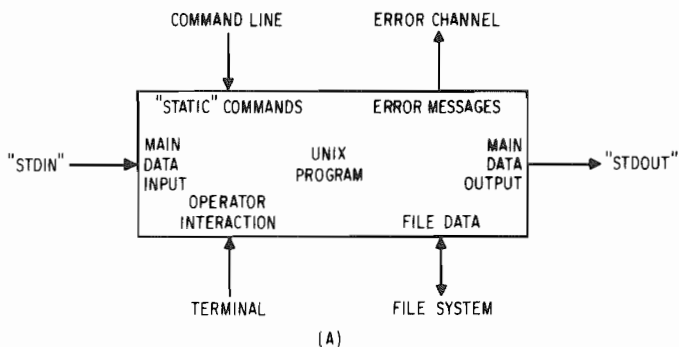 COMMAND LINE
ERROR CHANNEL
"STATIC" COMMANDS
ERROR MESSAGES
"STDIN"
MAIN
DATA
INPUT
UNIX
PROGRAM
MAIN
DATA
OUTPUT
"STDOUT"
OPERATOR
INTERACTION
FILE DATA
TERMINAL
FILE SYSTEM
(A)